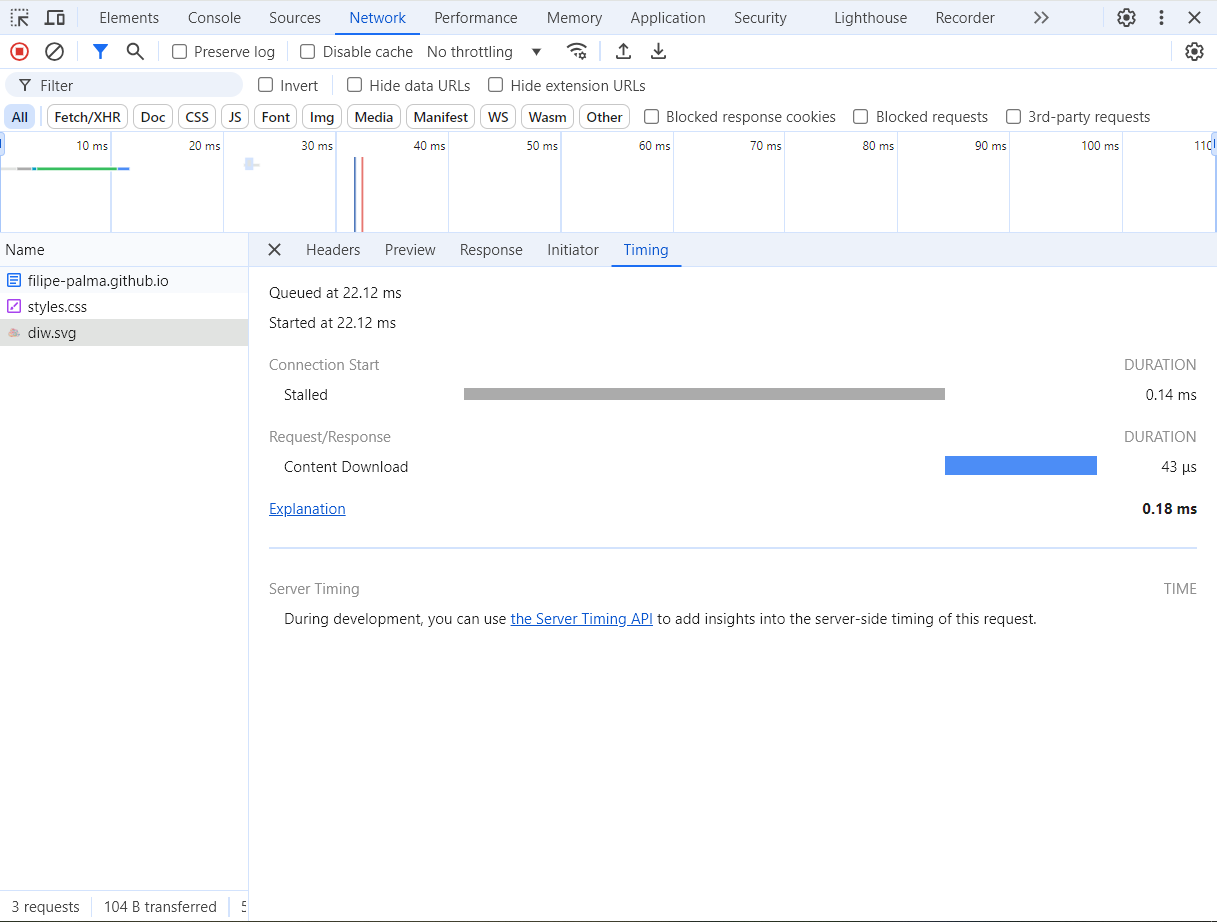 Elements Console Sources Network Performance Memory Application Security Lighthouse Recorder
Preserve log Disable cache No throttling
Filter Invert Hide data URLs Hide extension URLs
All Fetch/XHR Doc CSS JS Font Img Media Manifest WS Wasm Other Blocked response cookies Blocked requests 3rd-party requests
10 ms 20 ms 30 ms 40 ms 50 ms 60 ms 70 ms 80 ms 90 ms 100 ms 110
Name
filipe-palma.github.io
styles.css
diw.svg
Headers Preview Response Initiator Timing
Queued at 22.12 ms
Started at 22.12 ms
Connection Start DURATION
Stalled 0.14 ms
Request/Response DURATION
Content Download 43 μs
Explanation 0.18 ms
Server Timing TIME
During development, you can use the Server Timing API to add insights into the server-side timing of this request.
3 requests 104 B transferred 5